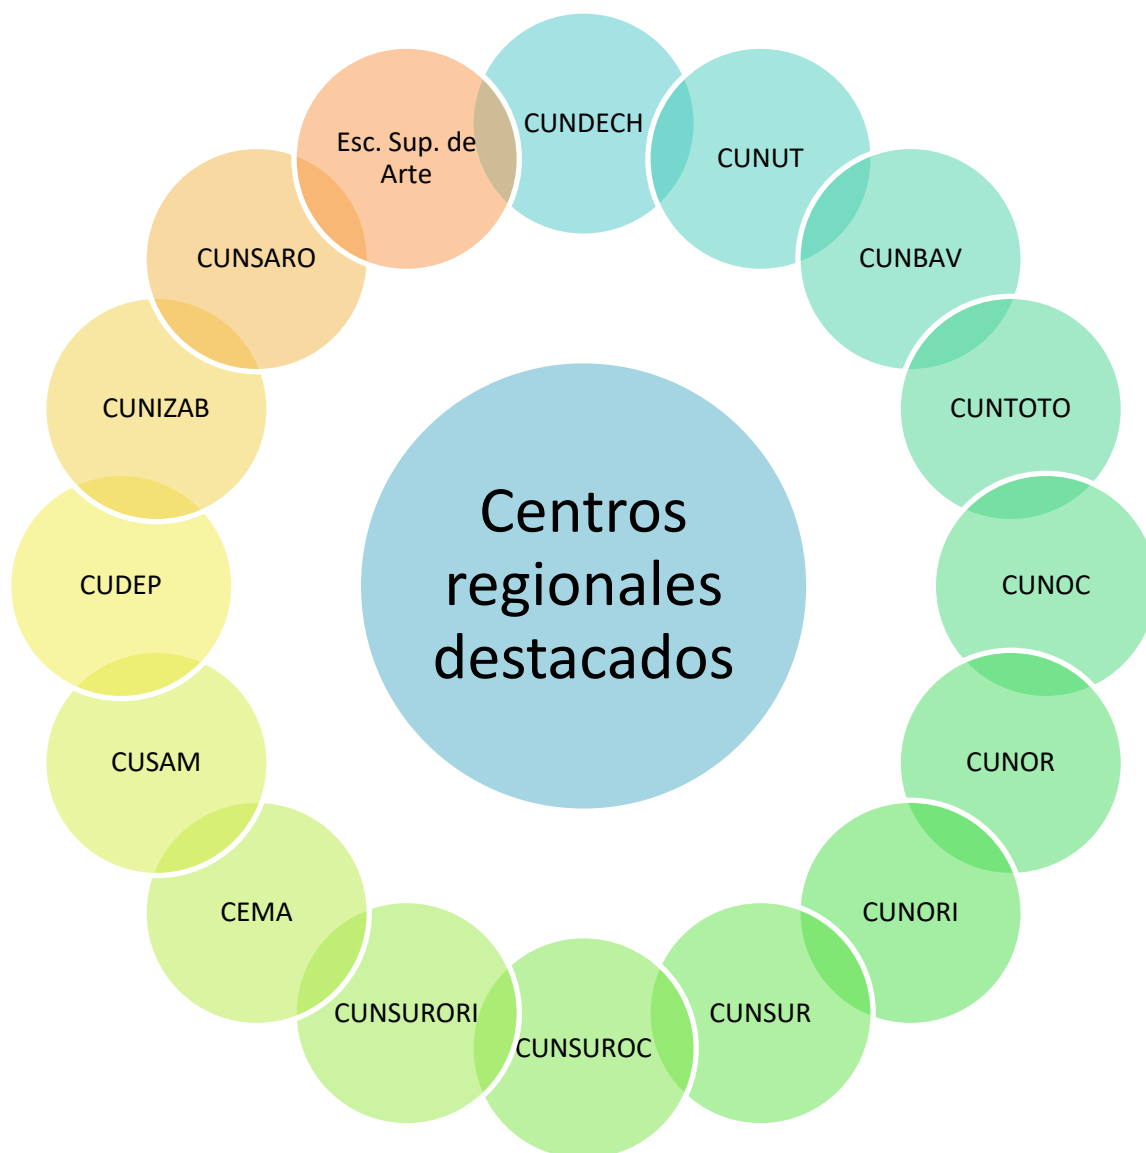 CUNDECH
Esc. Sup. de
Arte
CUNUT
CUNSARO
CUNBAV
CUNIZAB
CUNTOTO
Centros
regionales
destacados
CUDEP
CUNOC
CUSAM
CUNOR
CEMA
CUNORI
CUNSURORI
CUNSUR
CUNSUROC